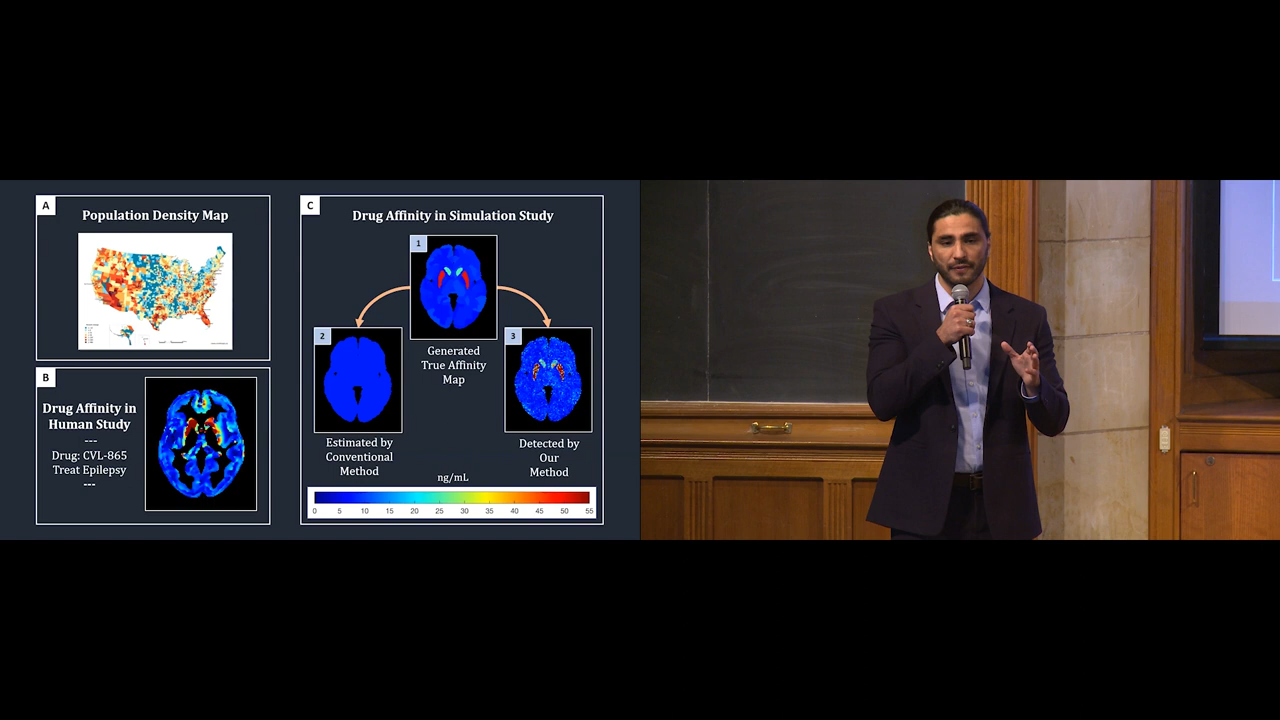 A
Population Density Map
B
Drug Affinity in
Human Study
---
Drug: CVL-865
Treat Epilepsy
---
C
Drug Affinity in Simulation Study
1
Generated
True Affinity
Map
2
Estimated by
Conventional
Method
3
Detected by
Our
Method
ng/mL
0 5 10 15 20 25 30 35 40 45 50 55